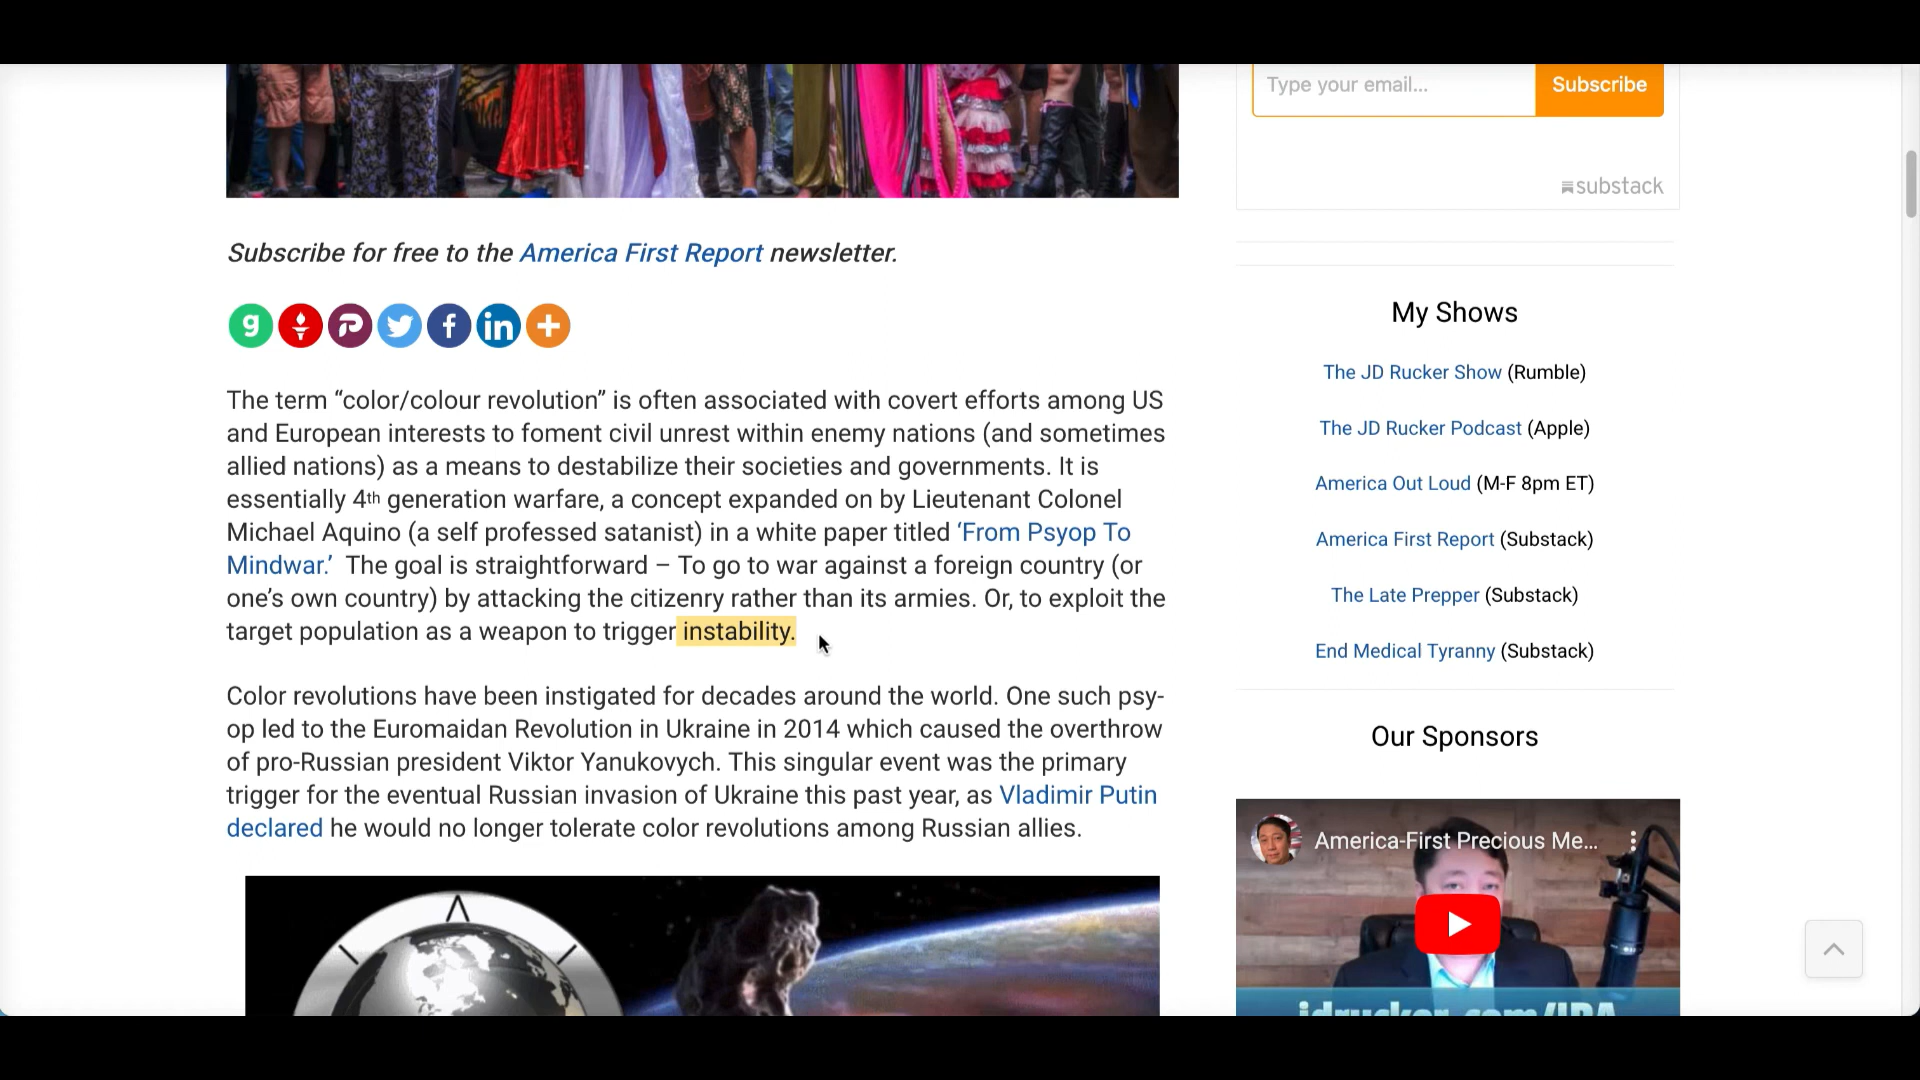 Type your email...
Subscribe
substack
Subscribe for free to the America First Report newsletter.
The term “color/colour revolution” is often associated with covert efforts among US
and European interests to foment civil unrest within enemy nations (and sometimes
allied nations) as a means to destabilize their societies and governments. It is
essentially 4th generation warfare, a concept expanded on by Lieutenant Colonel
Michael Aquino (a self professed satanist) in a white paper titled ‘From Psyop To
Mindwar.’ The goal is straightforward – To go to war against a foreign country (or
one’s own country) by attacking the citizenry rather than its armies. Or, to exploit the
target population as a weapon to trigger instability.
Color revolutions have been instigated for decades around the world. One such psy-
op led to the Euromaidan Revolution in Ukraine in 2014 which caused the overthrow
of pro-Russian president Viktor Yanukovych. This singular event was the primary
trigger for the eventual Russian invasion of Ukraine this past year, as Vladimir Putin
declared he would no longer tolerate color revolutions among Russian allies.
My Shows
The JD Rucker Show (Rumble)
The JD Rucker Podcast (Apple)
America Out Loud (M-F 8pm ET)
America First Report (Substack)
The Late Prepper (Substack)
End Medical Tyranny (Substack)
Our Sponsors
America-First Precious Me...
jdrucker.com/IRA